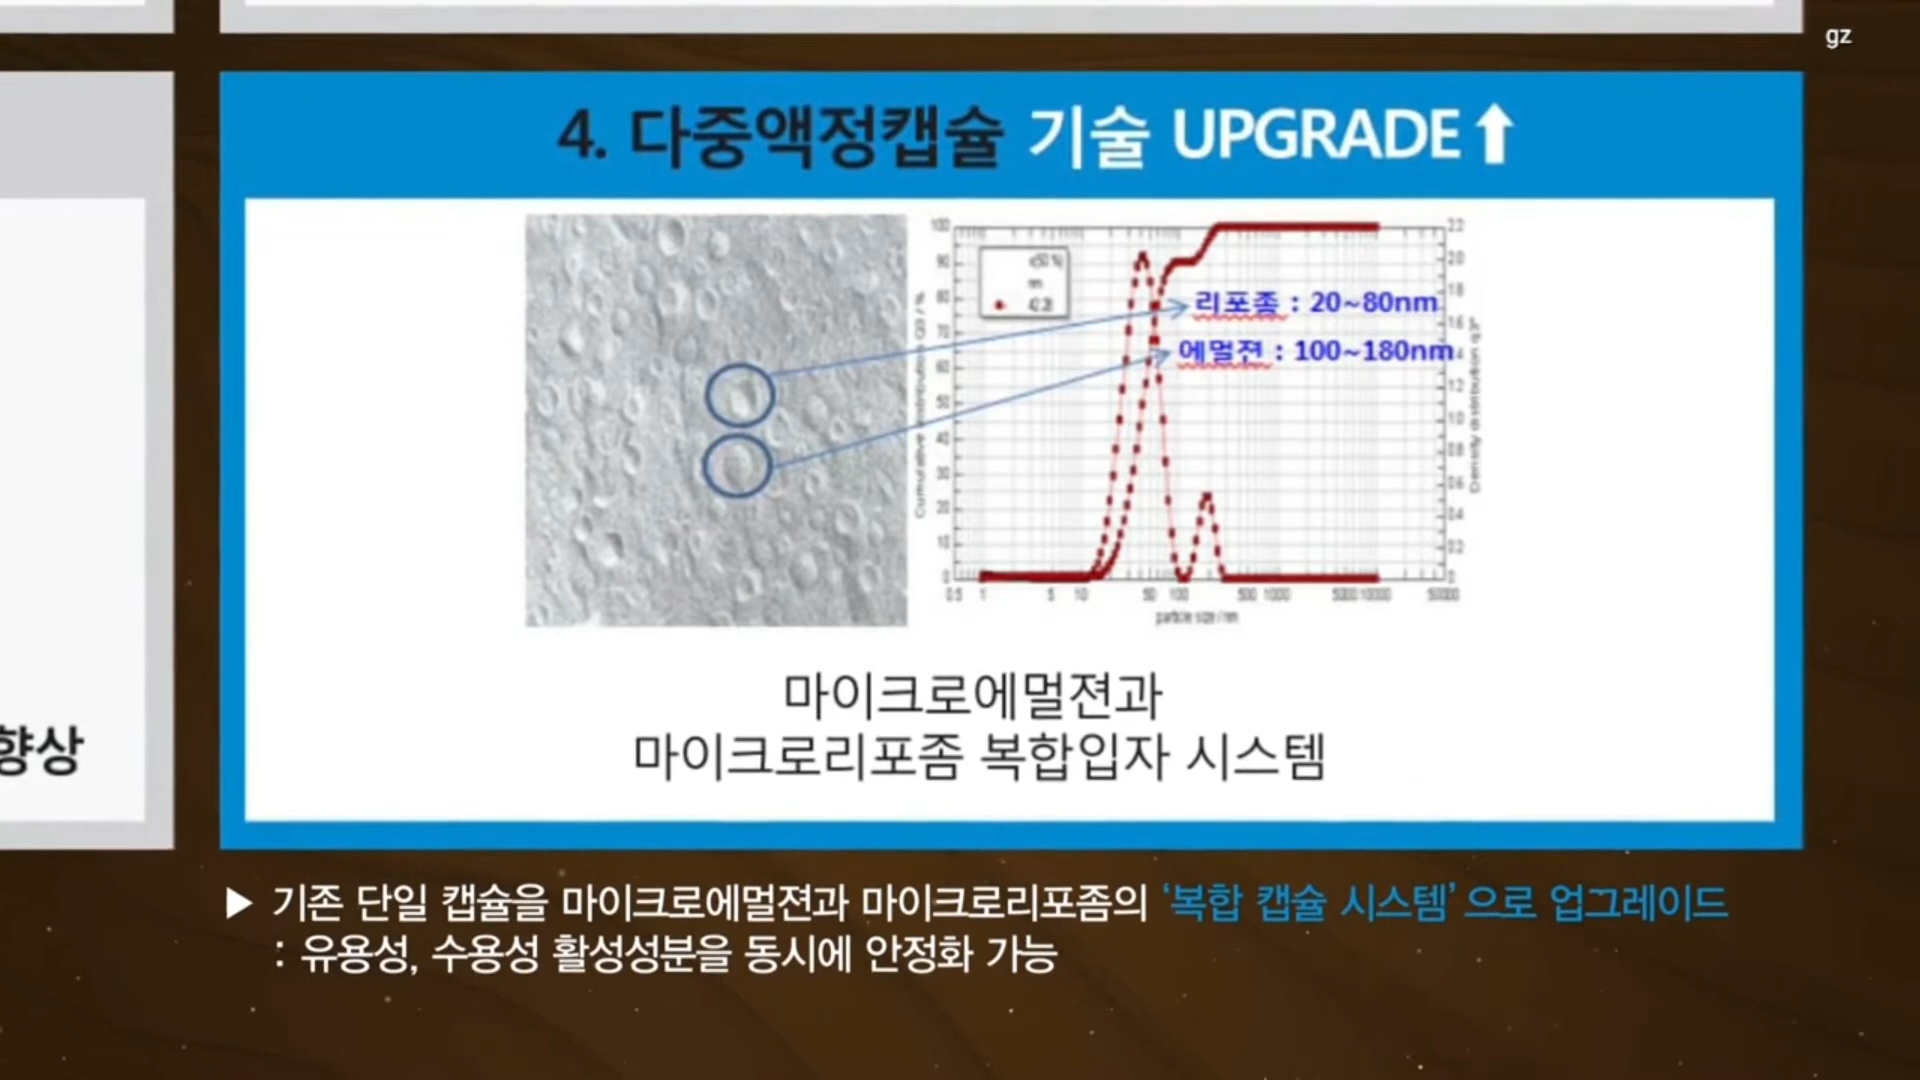 gz
4. 다중액정캡슐 기술 UPGRADE
리포좀 : 20~80nm
에멀젼 : 100~180nm
particle size / nm
마이크로에멀젼과
마이크로리포좀 복합입자 시스템
향상
▶ 기존 단일 캡슐을 마이크로에멀젼과 마이크로리포좀의 ‘복합 캡슐 시스템’으로 업그레이드
: 유용성, 수용성 활성성분을 동시에 안정화 가능